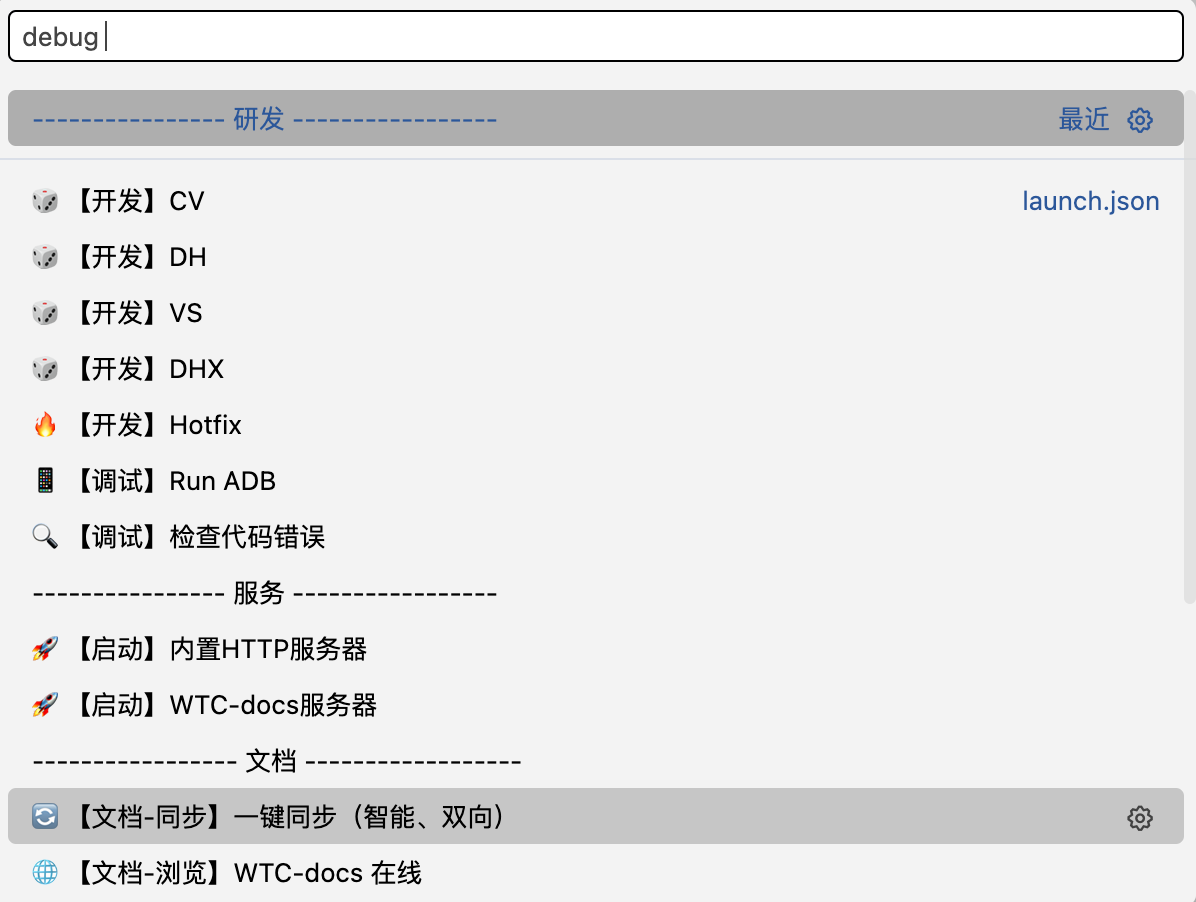 debug
---------------- 研发 ----------------- 最近
【开发】CV launch.json
【开发】DH
【开发】VS
【开发】DHX
【开发】Hotfix
【调试】Run ADB
【调试】检查代码错误
---------------- 服务 -----------------
【启动】内置HTTP服务器
【启动】WTC-docs服务器
----------------- 文档 ------------------
【文档-同步】一键同步（智能、双向）
【文档-浏览】WTC-docs 在线